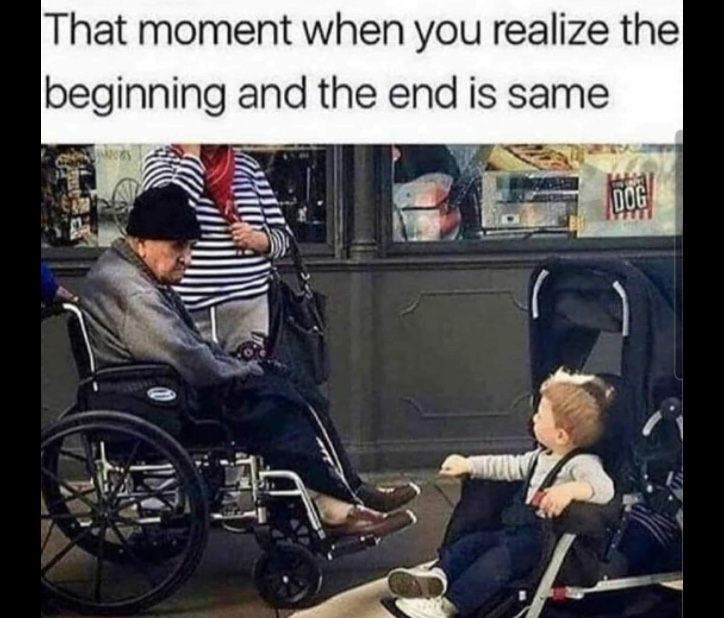 That moment when you realize the
beginning and the end is same
DOG